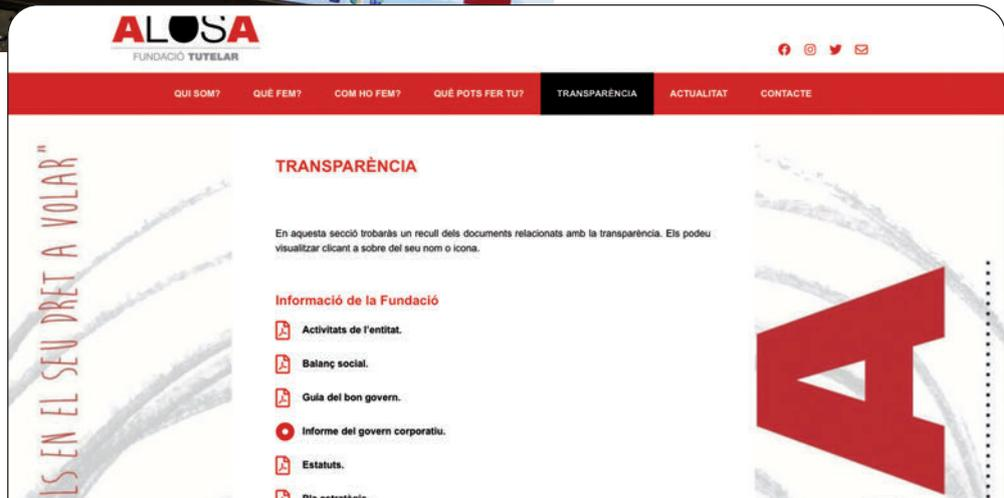 ALOSA
FUNDACIÓ TUTELAR
QUI SOM?
QUÈ FEM?
COM HO FEM?
QUÈ POTS FER TU?
TRANSPARÈNCIA
ACTUALITAT
CONTACTE
LS EN EL SEU DRET A VOLAR"
TRANSPARÈNCIA
En aquesta secció trobaràs un recull dels documents relacionats amb la transparència. Els podeu
visualitzar clicant a sobre del seu nom o icona.
Informació de la Fundació
Activitats de l'entitat.
Balanç social.
Guia del bon govern.
Informe del govern corporatiu.
Estatuts.
Pla estratègic.
A